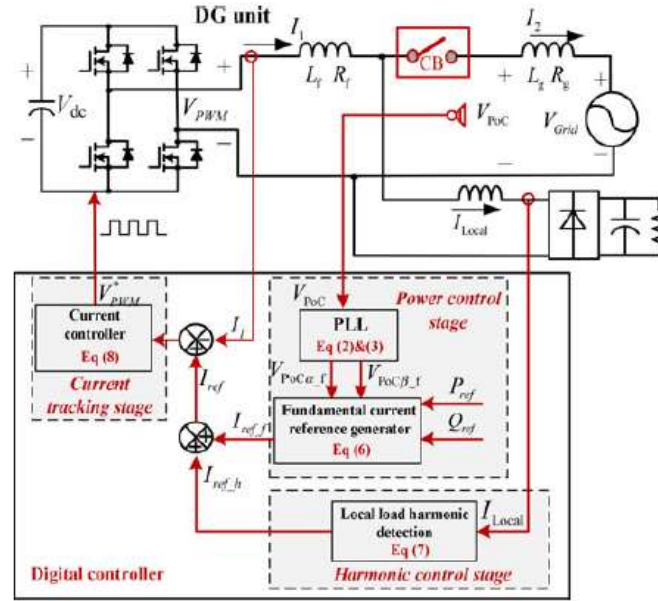 DG unit
I1
I2
+
Lf Rf
CB
+
Lg Rg
+
+
Vdc
VPWM
VPoC
VGrid
−
−
−
−
ILocal
V*PWM
VPoC
Power control
stage
Current
controller
Eq (8)
Current
tracking stage
I1
PLL
Eq (2)&(3)
VPoCα_f
VPoCβ_f
Iref
Iref_f
Fundamental current
reference generator
Eq (6)
Pref
Qref
Iref_h
Local load harmonic
detection
Eq (7)
ILocal
Digital controller
Harmonic control stage